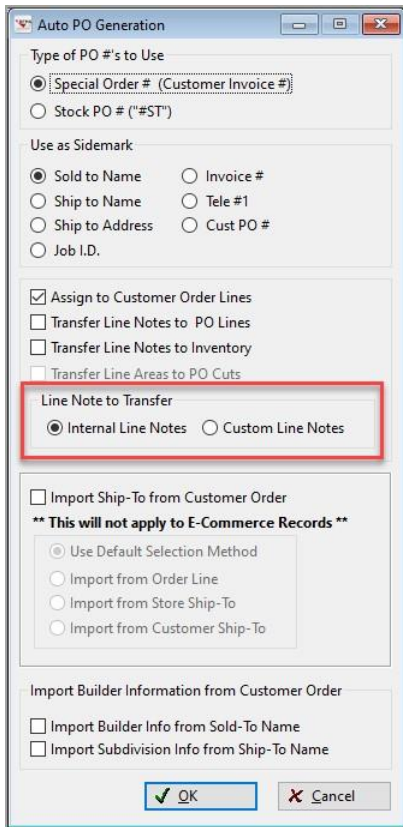 Auto PO Generation
Type of PO #'s to Use
Special Order # (Customer Invoice #)
Stock PO # ("#ST")
Use as Sidemark
Sold to Name Invoice #
Ship to Name Tele #1
Ship to Address Cust PO #
Job I.D.
Assign to Customer Order Lines
Transfer Line Notes to PO Lines
Transfer Line Notes to Inventory
Transfer Line Areas to PO Cuts
Line Note to Transfer
Internal Line Notes Custom Line Notes
Import Ship-To from Customer Order
** This will not apply to E-Commerce Records **
Use Default Selection Method
Import from Order Line
Import from Store Ship-To
Import from Customer Ship-To
Import Builder Information from Customer Order
Import Builder Info from Sold-To Name
Import Subdivision Info from Ship-To Name
OK Cancel